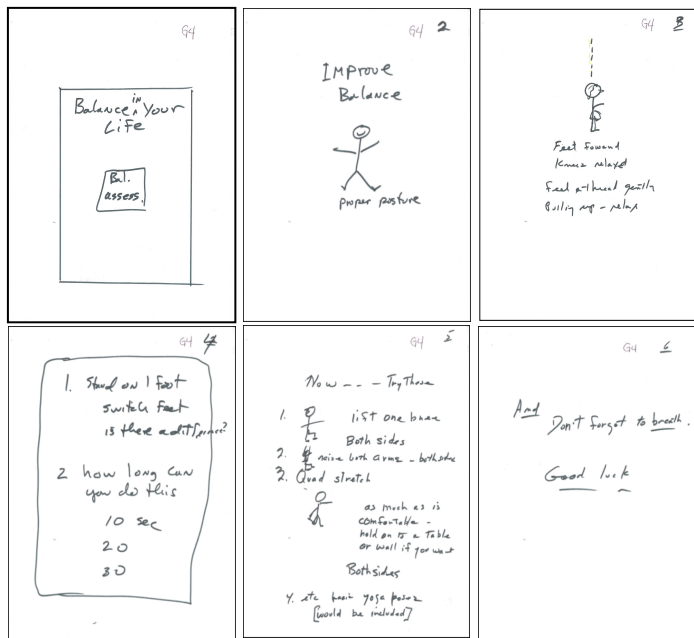 G4
Balance in Your
Life
Bal.
assess.
G4 2
Improve
Balance
proper posture
G4 3
Feet foward
Knees relaxed
Feel a thread gently
Pulling up - relax
G4 4
1. Stand on 1 foot
switch feet
is there a difference?
2 how long can
you do this
10 sec
20
30
G4 5
Now - - - Try These
1. lift one knee
Both sides
2. raise both arms - both sides
3. Quad stretch
as much as is
comfortable -
hold on to a Table
or wall if you want
Both sides
4. etc basic yoga poses
[would be included]
G4 6
And
Don't forget to breath.
Good luck